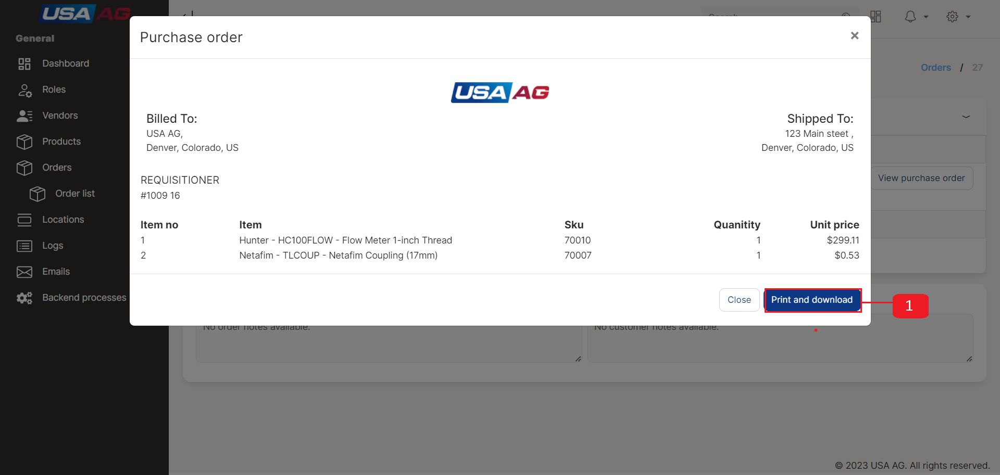 USA AG
General
Dashboard
Roles
Vendors
Products
Orders
Order list
Locations
Logs
Emails
Backend processes
Search
Orders / 27
View purchase order
Purchase order
×
USA AG
Billed To:
USA AG,
Denver, Colorado, US
Shipped To:
123 Main steet ,
Denver, Colorado, US
REQUISITIONER
#1009 16
Item no Item Sku Quanitity Unit price
1 Hunter - HC100FLOW - Flow Meter 1-inch Thread 70010 1 $299.11
2 Netafim - TLCOUP - Netafim Coupling (17mm) 70007 1 $0.53
Close Print and download 1
No order notes available. No customer notes available.
© 2023 USA AG. All rights reserved.